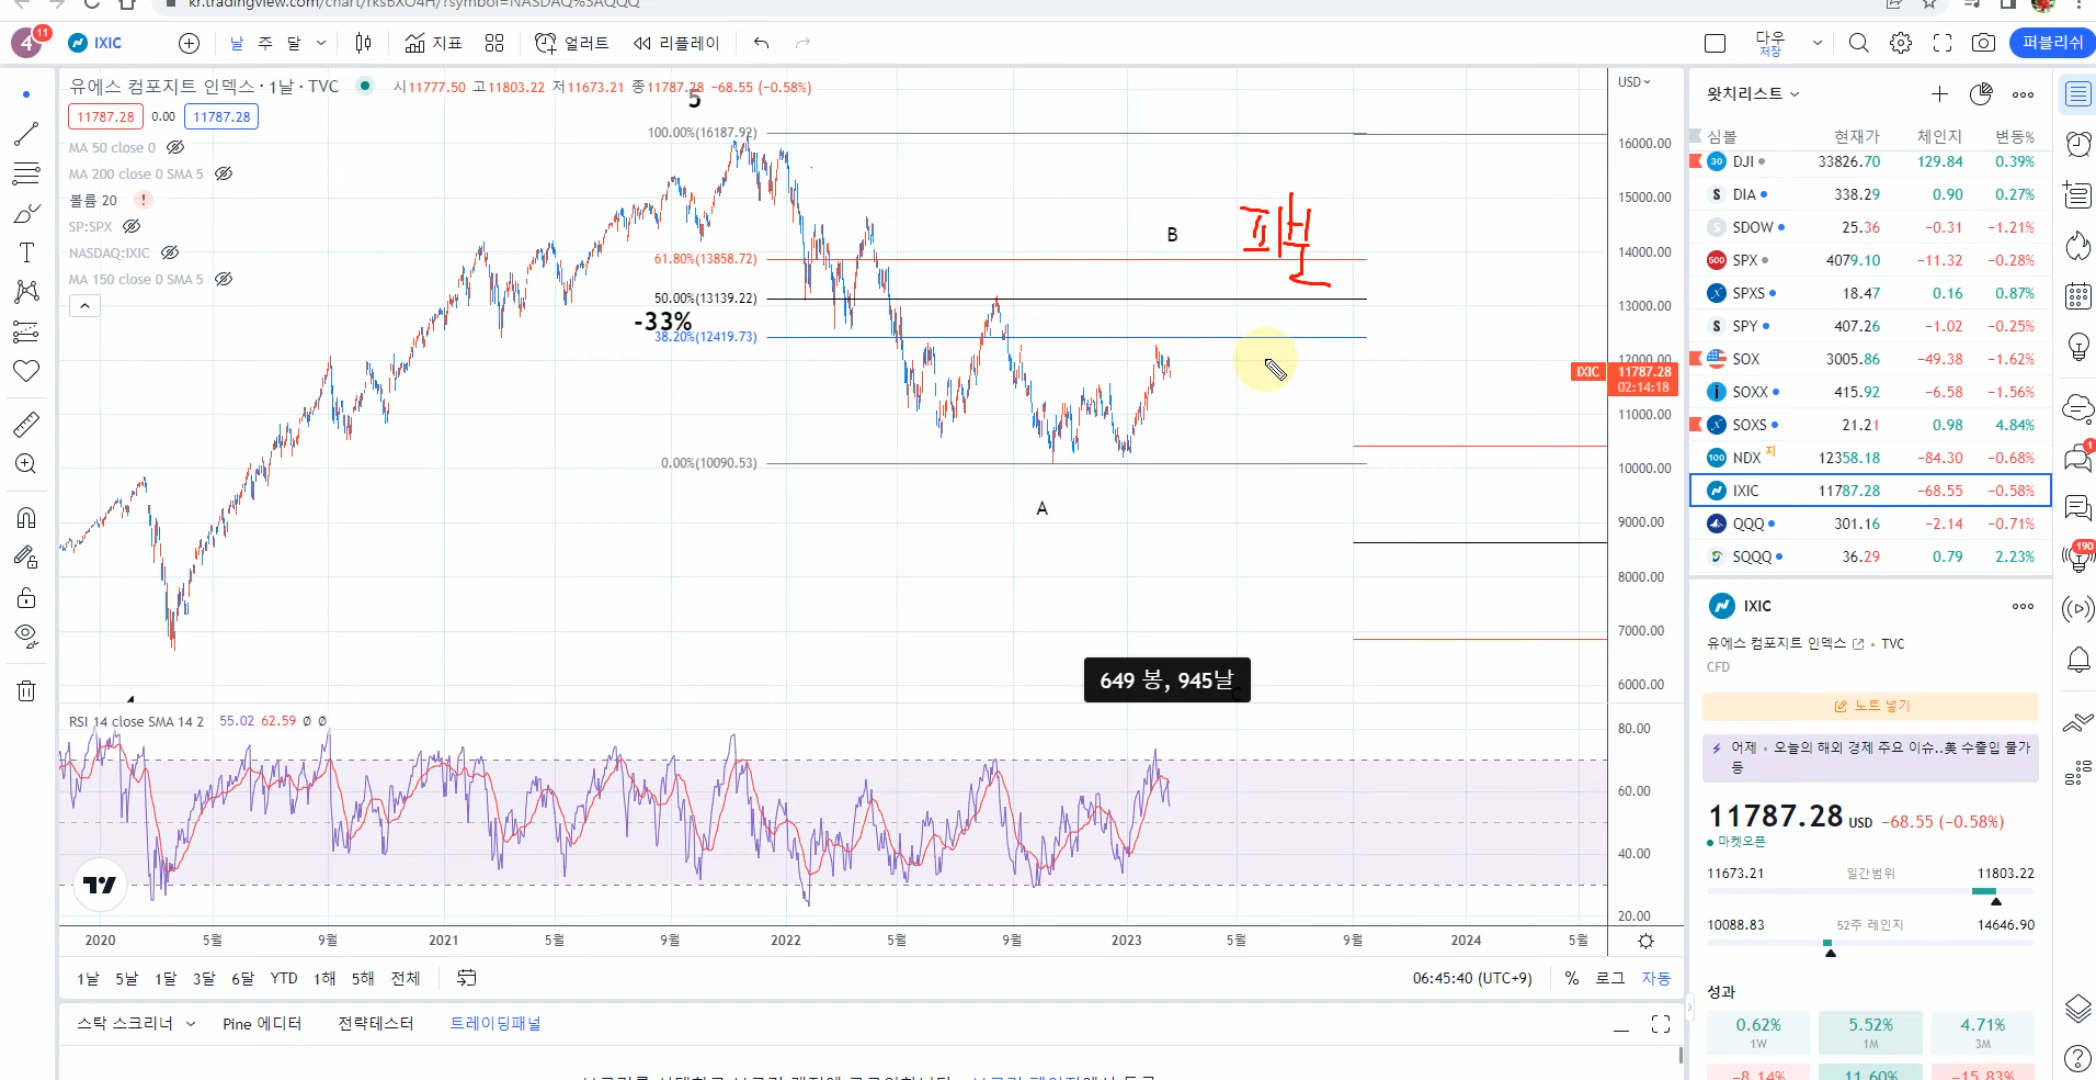 kr.tradingview.com/chart/rksBXO4H/?symbol=NASDAQ%3AQQQ
4 11 IXIC 날 주 달 지표 얼러트 리플레이 다우 저장 퍼블리쉬
유에스 컴포지트 인덱스 · 1날 · TVC 시11777.50 고11803.22 저11673.21 종11787.28 −68.55 (−0.58%)
11787.28 0.00 11787.28
MA 50 close 0
MA 200 close 0 SMA 5
볼륨 20 !
SP:SPX
NASDAQ:IXIC
MA 150 close 0 SMA 5
5
100.00%(16187.92)
61.80%(13858.72)
50.00%(13139.22)
-33%
38.20%(12419.73)
0.00%(10090.53)
B
A
C
649 봉, 945날
USD
16000.00
15000.00
14000.00
13000.00
12000.00
IXIC 11787.28
02:14:18
11000.00
10000.00
9000.00
8000.00
7000.00
6000.00
RSI 14 close SMA 14 2 55.02 62.59 Ø Ø
80.00
60.00
40.00
20.00
2020 5월 9월 2021 5월 9월 2022 5월 9월 2023 5월 9월 2024 5월
1날 5날 1달 3달 6달 YTD 1해 5해 전체 06:45:40 (UTC+9) % 로그 자동
스탁 스크리너 Pine 에디터 전략테스터 트레이딩패널
왓치리스트
심볼 현재가 체인지 변동%
30 DJI 33826.70 129.84 0.39%
S DIA 338.29 0.90 0.27%
S SDOW 25.36 −0.31 −1.21%
500 SPX 4079.10 −11.32 −0.28%
SPXS 18.47 0.16 0.87%
S SPY 407.26 −1.02 −0.25%
SOX 3005.86 −49.38 −1.62%
SOXX 415.92 −6.58 −1.56%
SOXS 21.21 0.98 4.84%
100 NDX 지 12358.18 −84.30 −0.68%
IXIC 11787.28 −68.55 −0.58%
QQQ 301.16 −2.14 −0.71%
SQQQ 36.29 0.79 2.23%
IXIC
유에스 컴포지트 인덱스 • TVC
CFD
노트 넣기
어제 • 오늘의 해외 경제 주요 이슈..美 수출입 물가
등
11787.28 USD −68.55 (−0.58%)
마켓오픈
11673.21 일간범위 11803.22
10088.83 52주 레인지 14646.90
성과
0.62% 5.52% 4.71%
1W 1M 3M
−8.14% 11.60% −15.83%
1
190